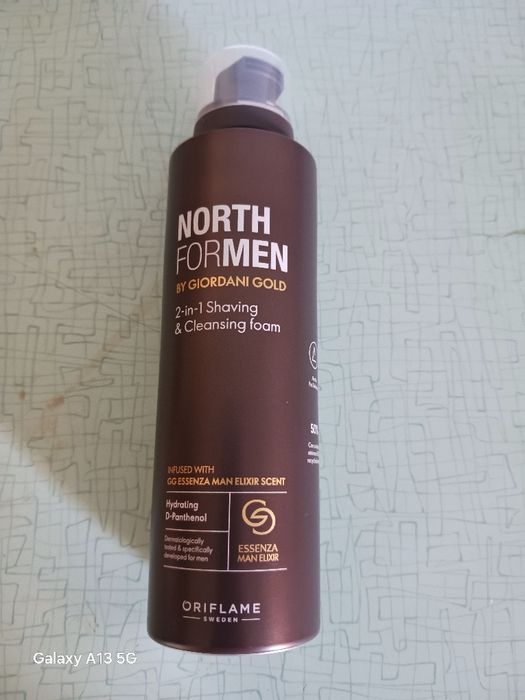 NORTH
FORMEN
BY GIORDANI GOLD
2-in-1 Shaving
& Cleansing foam
INFUSED WITH
GG ESSENZA MAN ELIXIR SCENT
Hydrating
D-Panthenol
Dermatologically
tested & specifically
developed for men
ESSENZA
MAN ELIXIR
ORIFLAME
SWEDEN
50%
Galaxy A13 5G